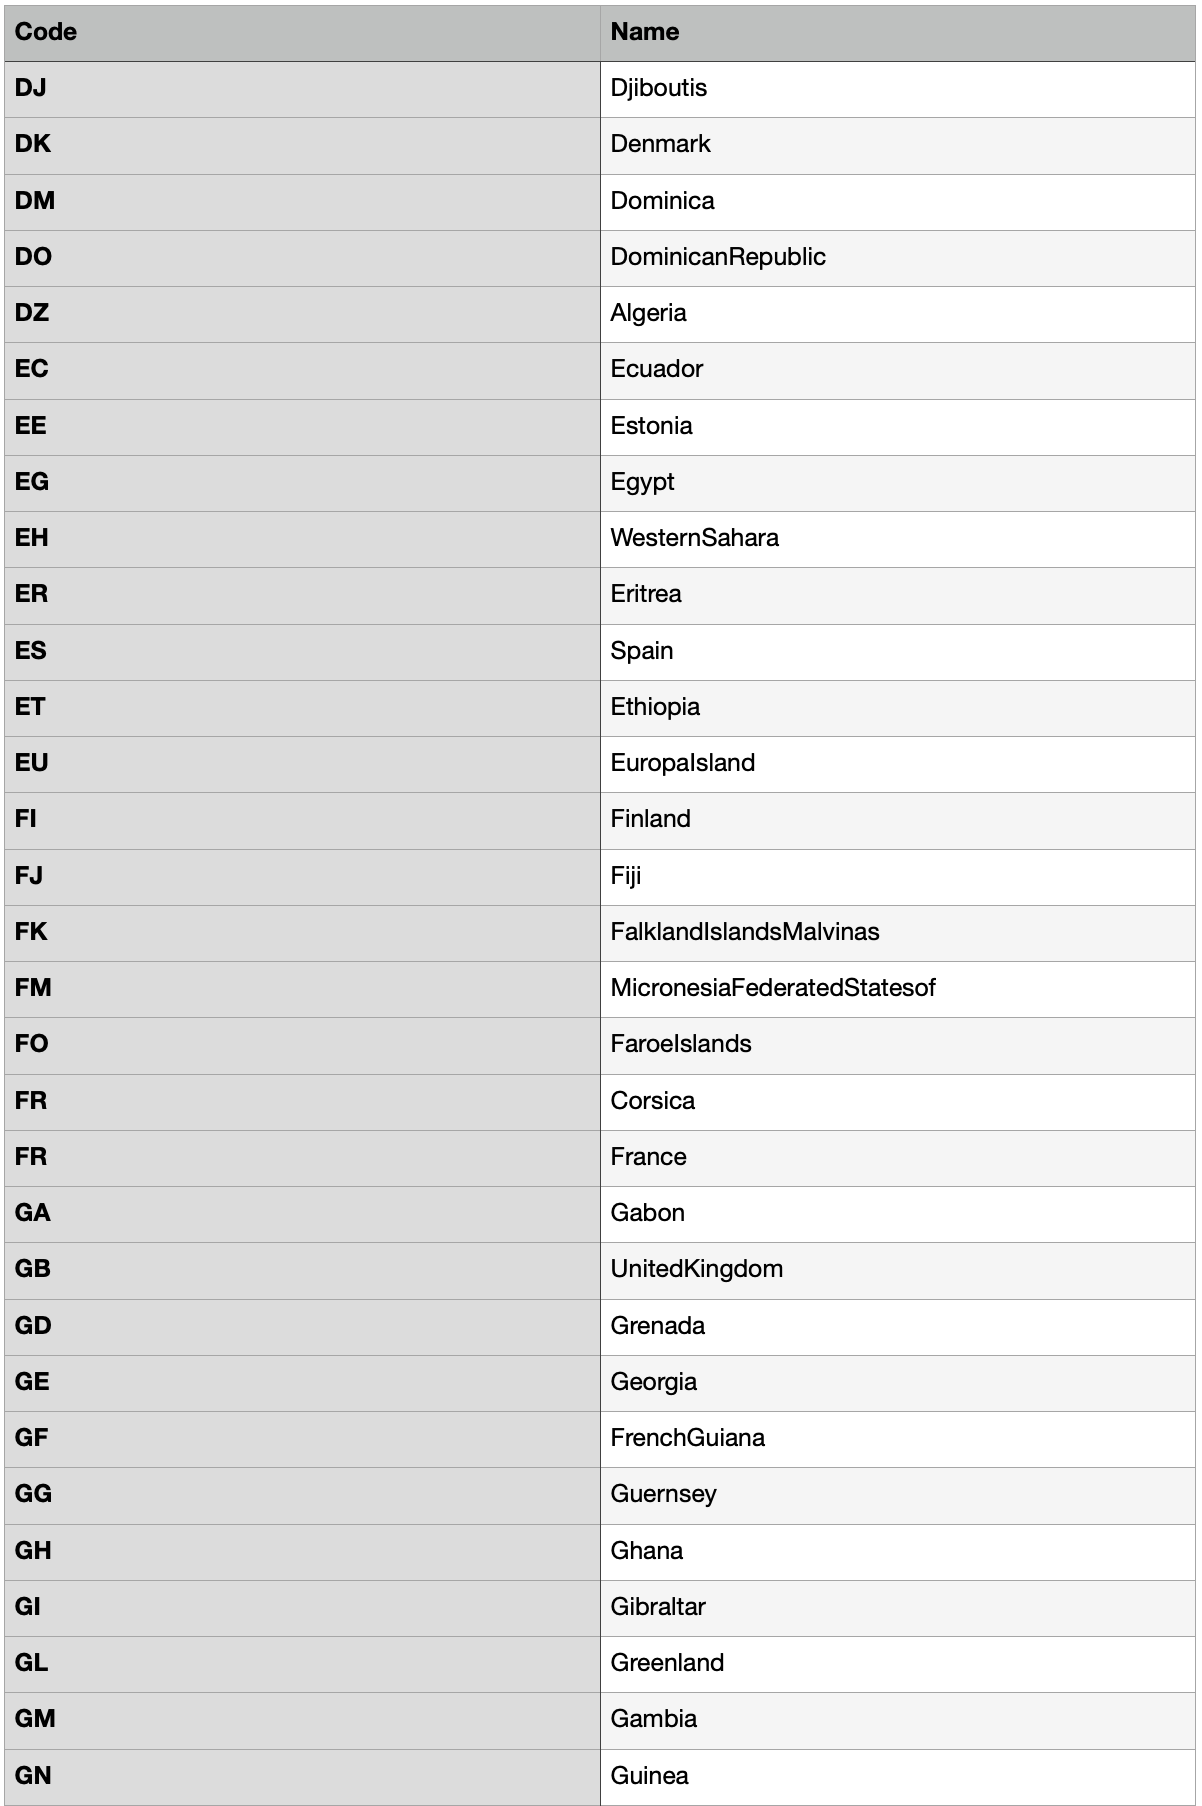 Code Name
DJ Djiboutis
DK Denmark
DM Dominica
DO DominicanRepublic
DZ Algeria
EC Ecuador
EE Estonia
EG Egypt
EH WesternSahara
ER Eritrea
ES Spain
ET Ethiopia
EU EuropaIsland
FI Finland
FJ Fiji
FK FalklandIslandsMalvinas
FM MicronesiaFederatedStatesof
FO FaroeIslands
FR Corsica
FR France
GA Gabon
GB UnitedKingdom
GD Grenada
GE Georgia
GF FrenchGuiana
GG Guernsey
GH Ghana
GI Gibraltar
GL Greenland
GM Gambia
GN Guinea